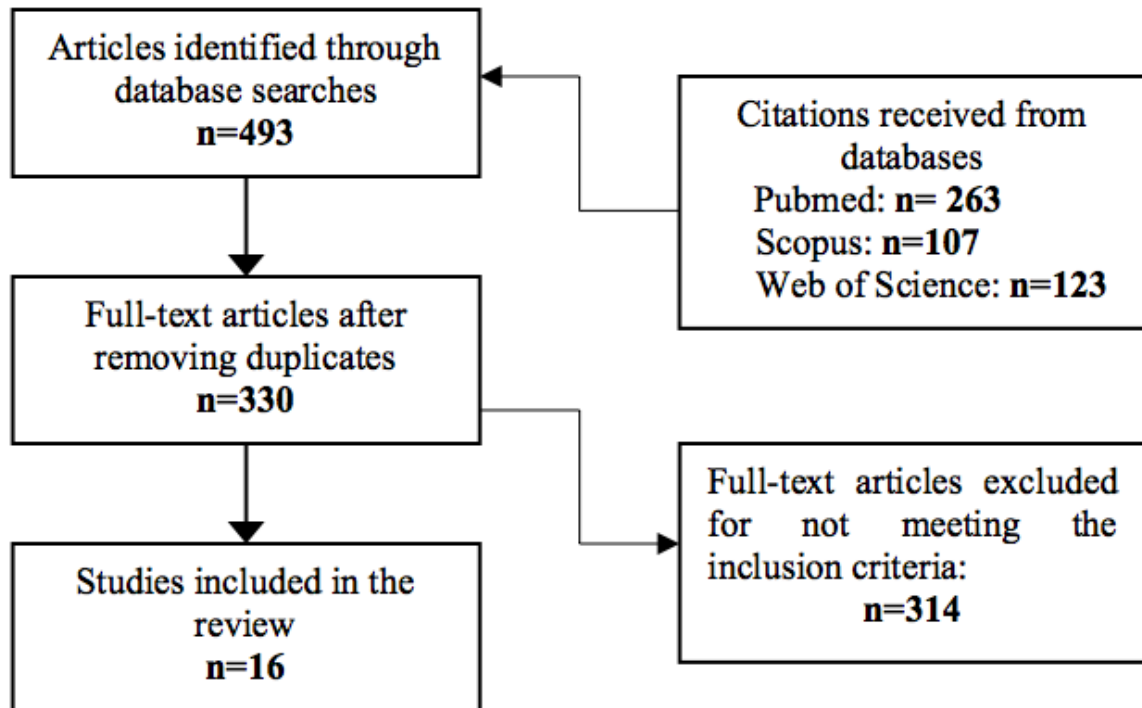 Articles identified through
database searches
n=493
Citations received from
databases
Pubmed: n= 263
Scopus: n=107
Web of Science: n=123
Full-text articles after
removing duplicates
n=330
Full-text articles excluded
for not meeting the
inclusion criteria:
n=314
Studies included in the
review
n=16